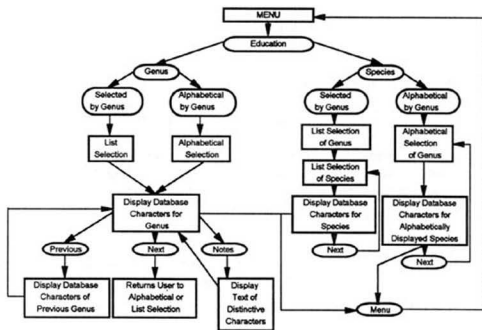 MENU
Education
Genus
Species
Selected
by Genus
Alphabetical
by Genus
Selected
by Genus
Alphabetical
by Genus
List
Selection
Alphabetical
Selection
List Selection
of Genus
Alphabetical
Selection
of Genus
List Selection
of Species
Display Database
Characters for
Genus
Display Database
Characters for
Species
Display Database
Characters for
Alphabetically
Displayed Species
Previous
Next
Notes
Next
Next
Display Database
Characters of
Previous Genus
Returns User to
Alphabetical or
List Selection
Display
Text of
Distinctive
Characters
Menu